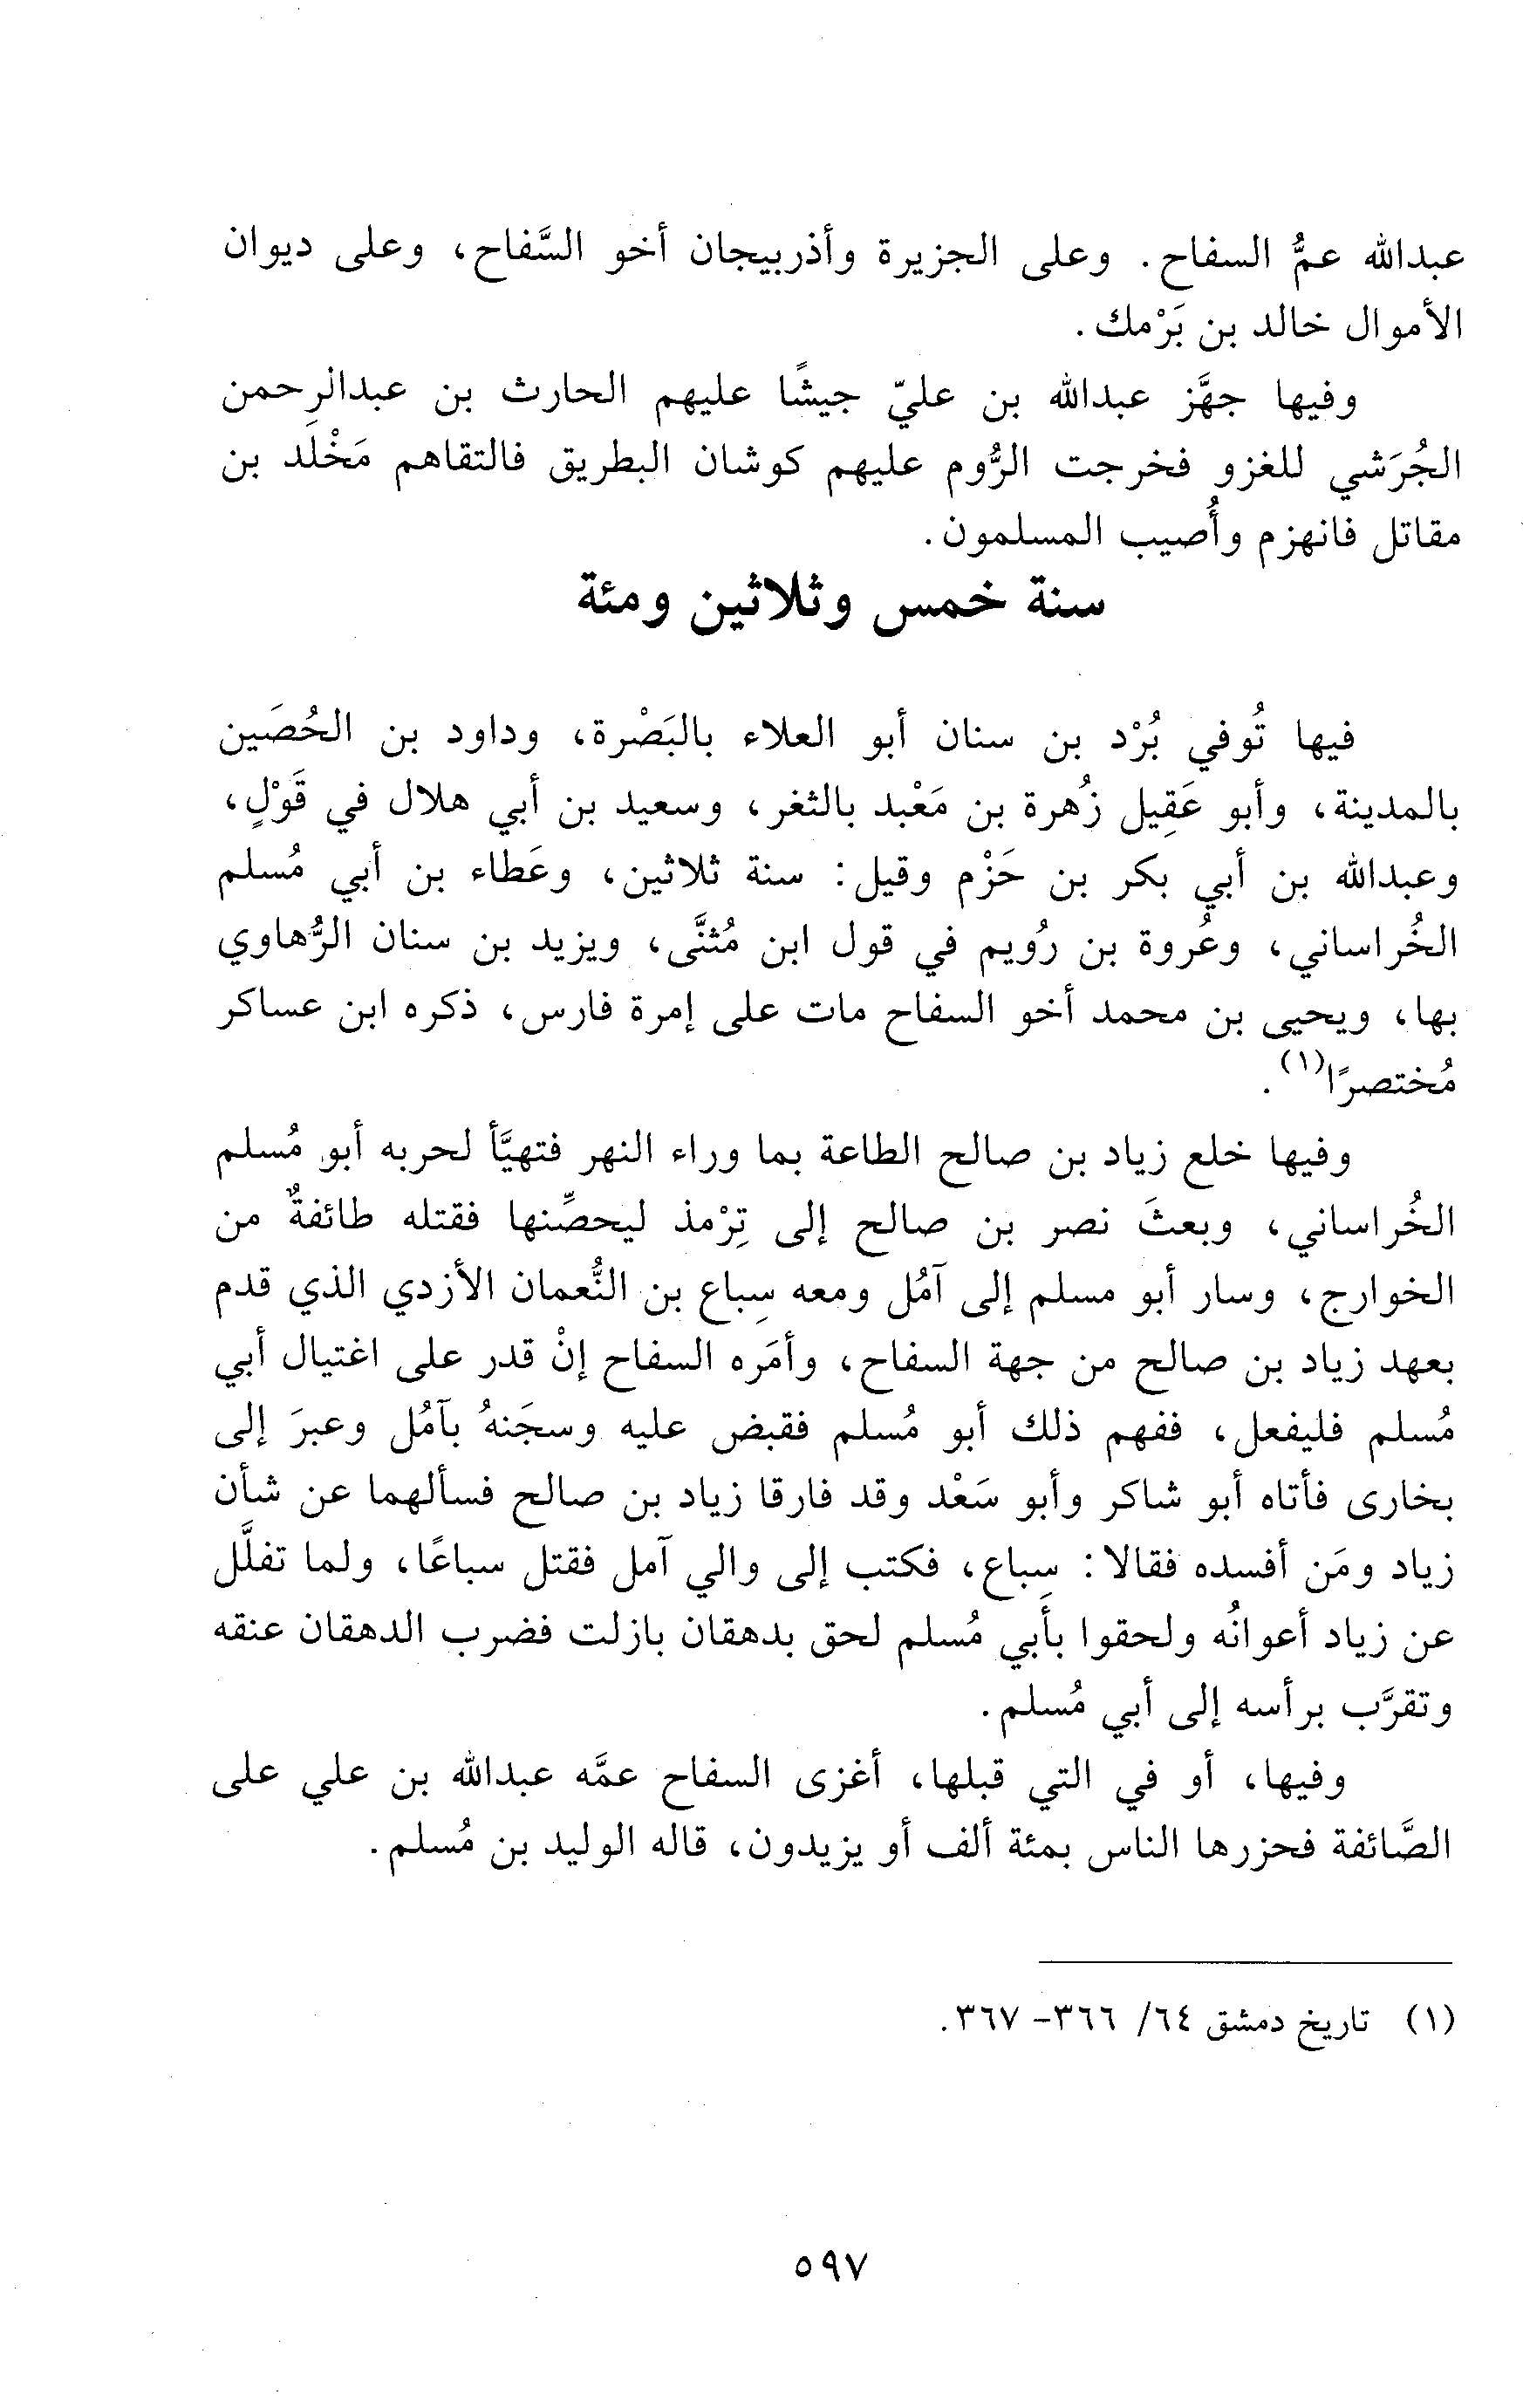 عبدالله عمُّ السفاح. وعلى الجزيرة وأذربيجان أخو السَّفاح، وعلى ديوان
الأموال خالد بن بَرْمك.
وفيها جهَّز عبدالله بن عليّ جيشًا عليهم الحارث بن عبدالرحمن
الجُرَشي للغزو فخرجت الرُّوم عليهم كوشان البطريق فالتقاهم مَخْلَد بن
مقاتل فانهزم وأُصيب المسلمون.
سنة خمس وثلاثين ومئة
فيها تُوفي بُرْد بن سنان أبو العلاء بالبَصْرة، وداود بن الحُصَين
بالمدينة، وأبو عَقِيل زُهرة بن مَعْبد بالثغر، وسعيد بن أبي هلال في قَوْلٍ،
وعبدالله بن أبي بكر بن حَزْم وقيل: سنة ثلاثين، وعَطاء بن أبي مُسلم
الخُراساني، وعُروة بن رُويم في قول ابن مُثنَّى، ويزيد بن سنان الرُّهاوي
بها، ويحيى بن محمد أخو السفاح مات على إمرة فارس، ذكره ابن عساكر
مُختصرًا(١).
وفيها خلع زياد بن صالح الطاعة بما وراء النهر فتهيَّأ لحربه أبو مُسلم
الخُراساني، وبعثَ نصر بن صالح إلى تِرْمذ ليحصِّنها فقتله طائفةٌ من
الخوارج، وسار أبو مسلم إلى آمُل ومعه سِباع بن النُّعمان الأزدي الذي قدم
بعهد زياد بن صالح من جهة السفاح، وأمَره السفاح إنْ قدر على اغتيال أبي
مُسلم فليفعل، ففهم ذلك أبو مُسلم فقبض عليه وسجَنهُ بآمُل وعبرَ إلى
بخارى فأتاه أبو شاكر وأبو سَعْد وقد فارقا زياد بن صالح فسألهما عن شأن
زياد ومَن أفسده فقالا: سِباع، فكتب إلى والي آمل فقتل سباعًا، ولما تفلَّل
عن زياد أعوانُه ولحقوا بأَبي مُسلم لحق بدهقان بازلت فضرب الدهقان عنقه
وتقرَّب برأسه إلى أبي مُسلم.
وفيها، أو في التي قبلها، أغزى السفاح عمَّه عبدالله بن علي على
الصَّائفة فحزرها الناس بمئة ألف أو يزيدون، قاله الوليد بن مُسلم.
(١) تاريخ دمشق ٦٤/ ٣٦٦- ٣٦٧.
٥٩٧